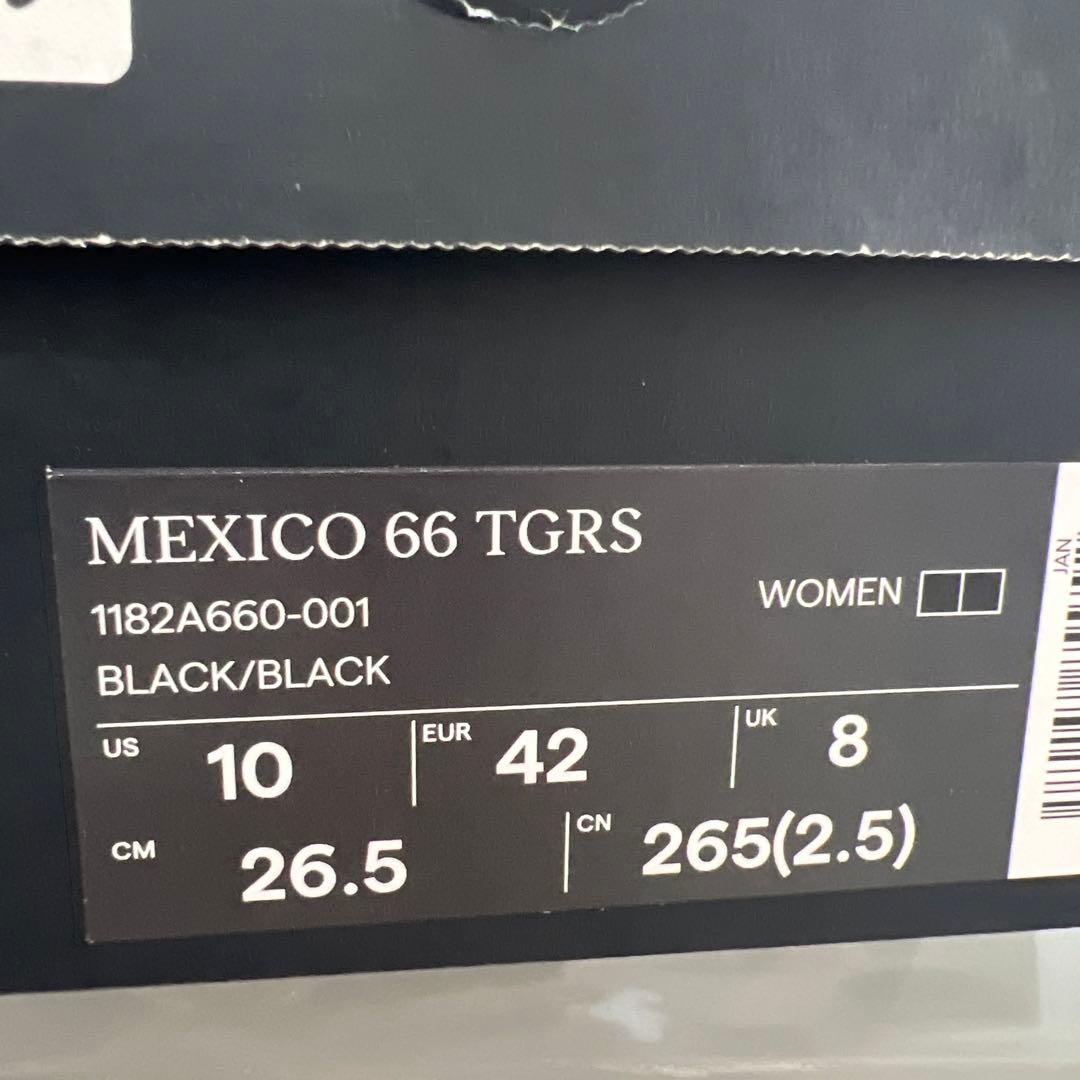 MEXICO 66 TGRS
1182A660-001
WOMEN
BLACK/BLACK
US 10 EUR 42 UK 8
CM 26.5 CN 265(2.5)
JAN